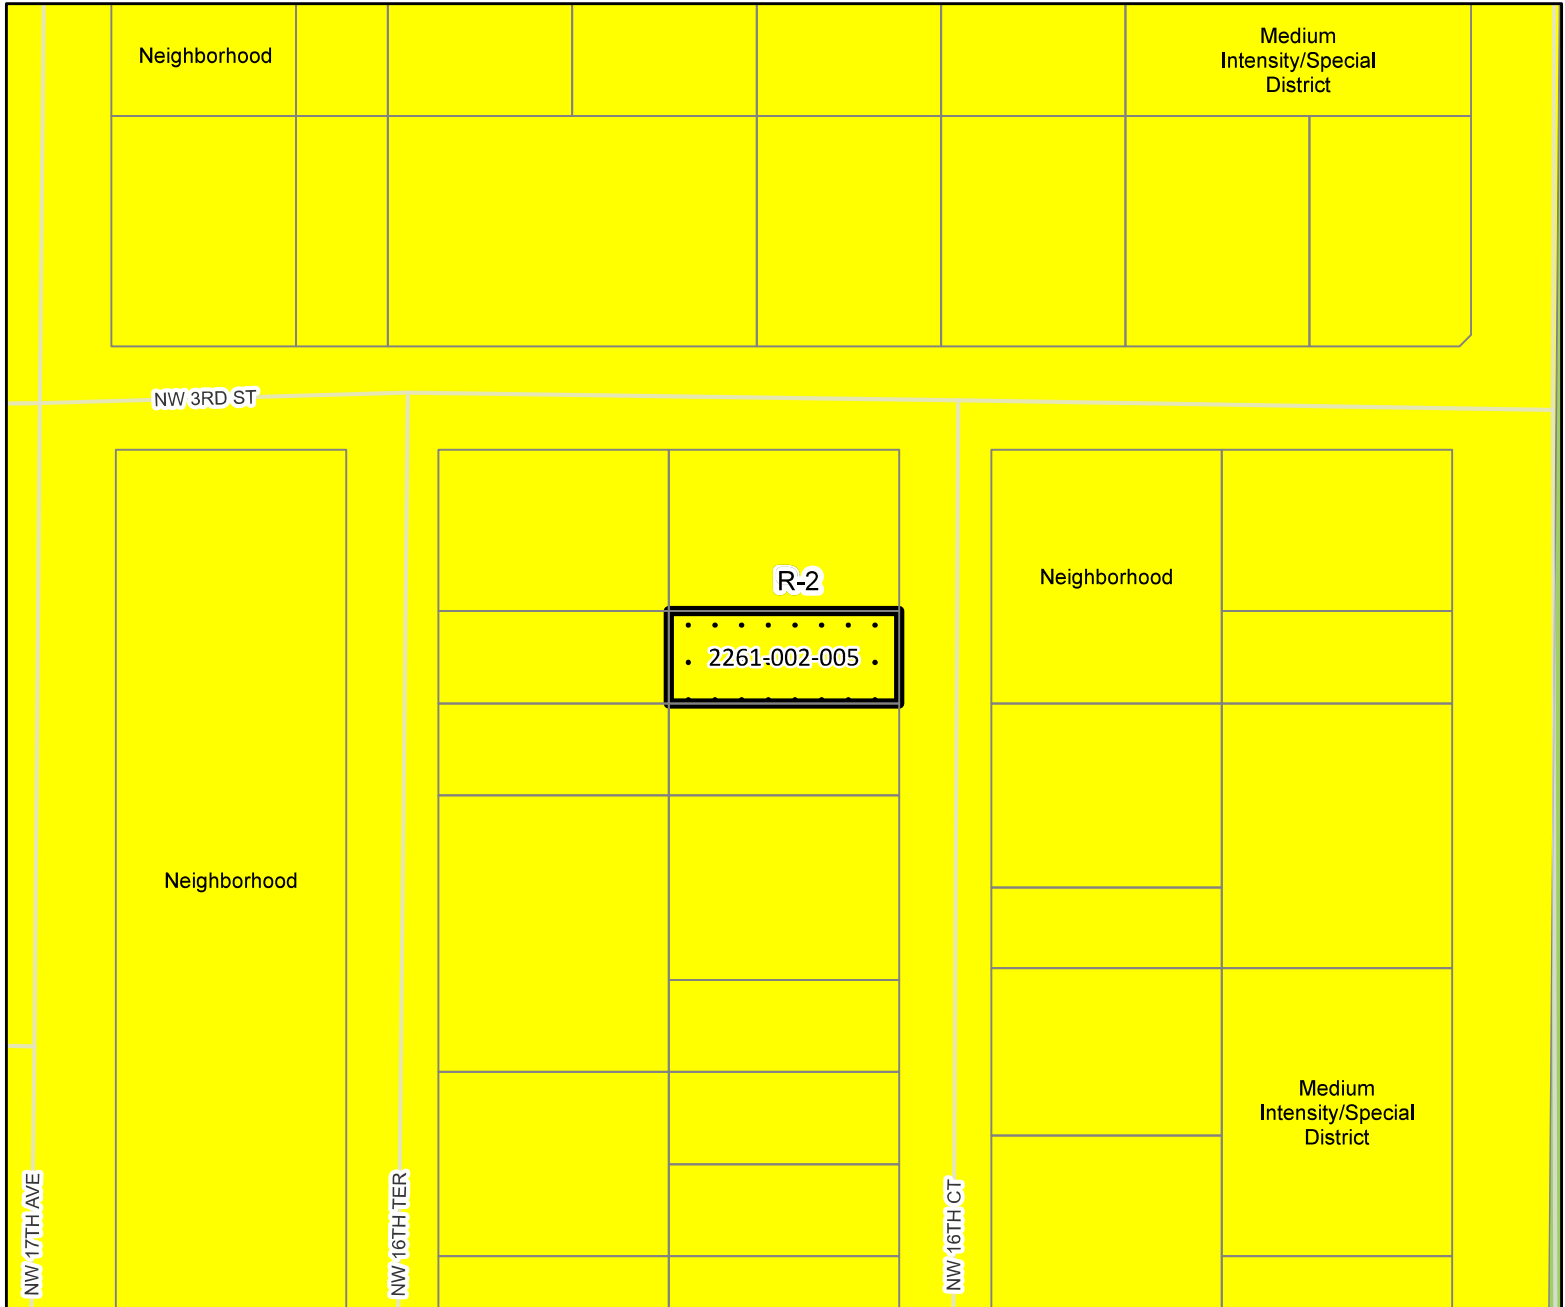 Neighborhood
Medium
Intensity/Special
District
NW 3RD ST
R-2
Neighborhood
2261-002-005
Neighborhood
Medium
Intensity/Special
District
NW 17TH AVE
NW 16TH TER
NW 16TH CT